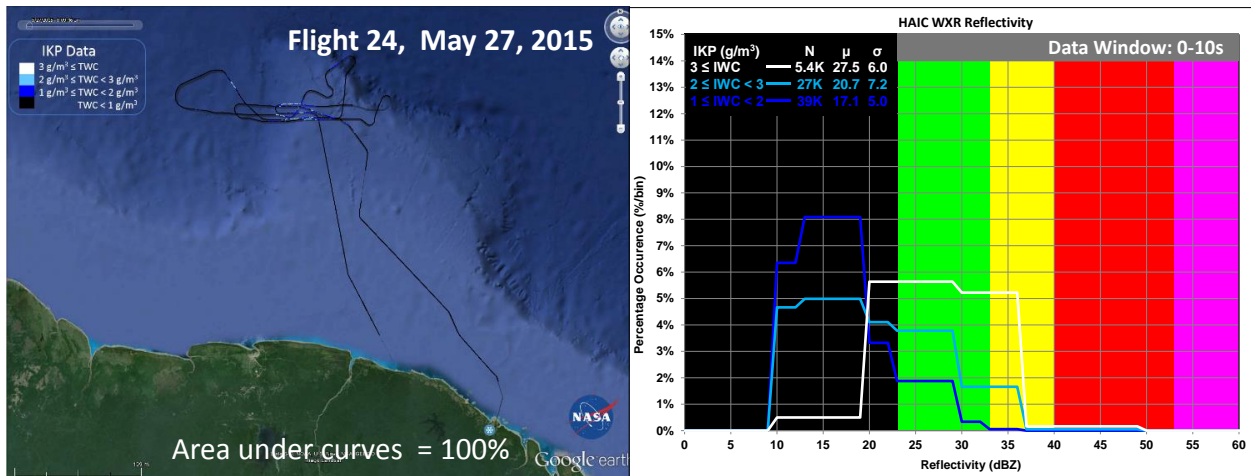 Flight 24, May 27, 2015
IKP Data
3 g/m³ ≤ TWC
2 g/m³ ≤ TWC < 3 g/m³
1 g/m³ ≤ TWC < 2 g/m³
TWC < 1 g/m³
NASA
Area under curves = 100%
Google earth
HAIC WXR Reflectivity
Data Window: 0-10s
IKP (g/m³) N μ σ
3 ≤ IWC 5.4K 27.5 6.0
2 ≤ IWC < 3 27K 20.7 7.2
1 ≤ IWC < 2 39K 17.1 5.0
Percentage Occurence (%/bin)
15%
14%
13%
12%
11%
10%
9%
8%
7%
6%
5%
4%
3%
2%
1%
0%
0 5 10 15 20 25 30 35 40 45 50 55 60
Reflectivity (dBZ)